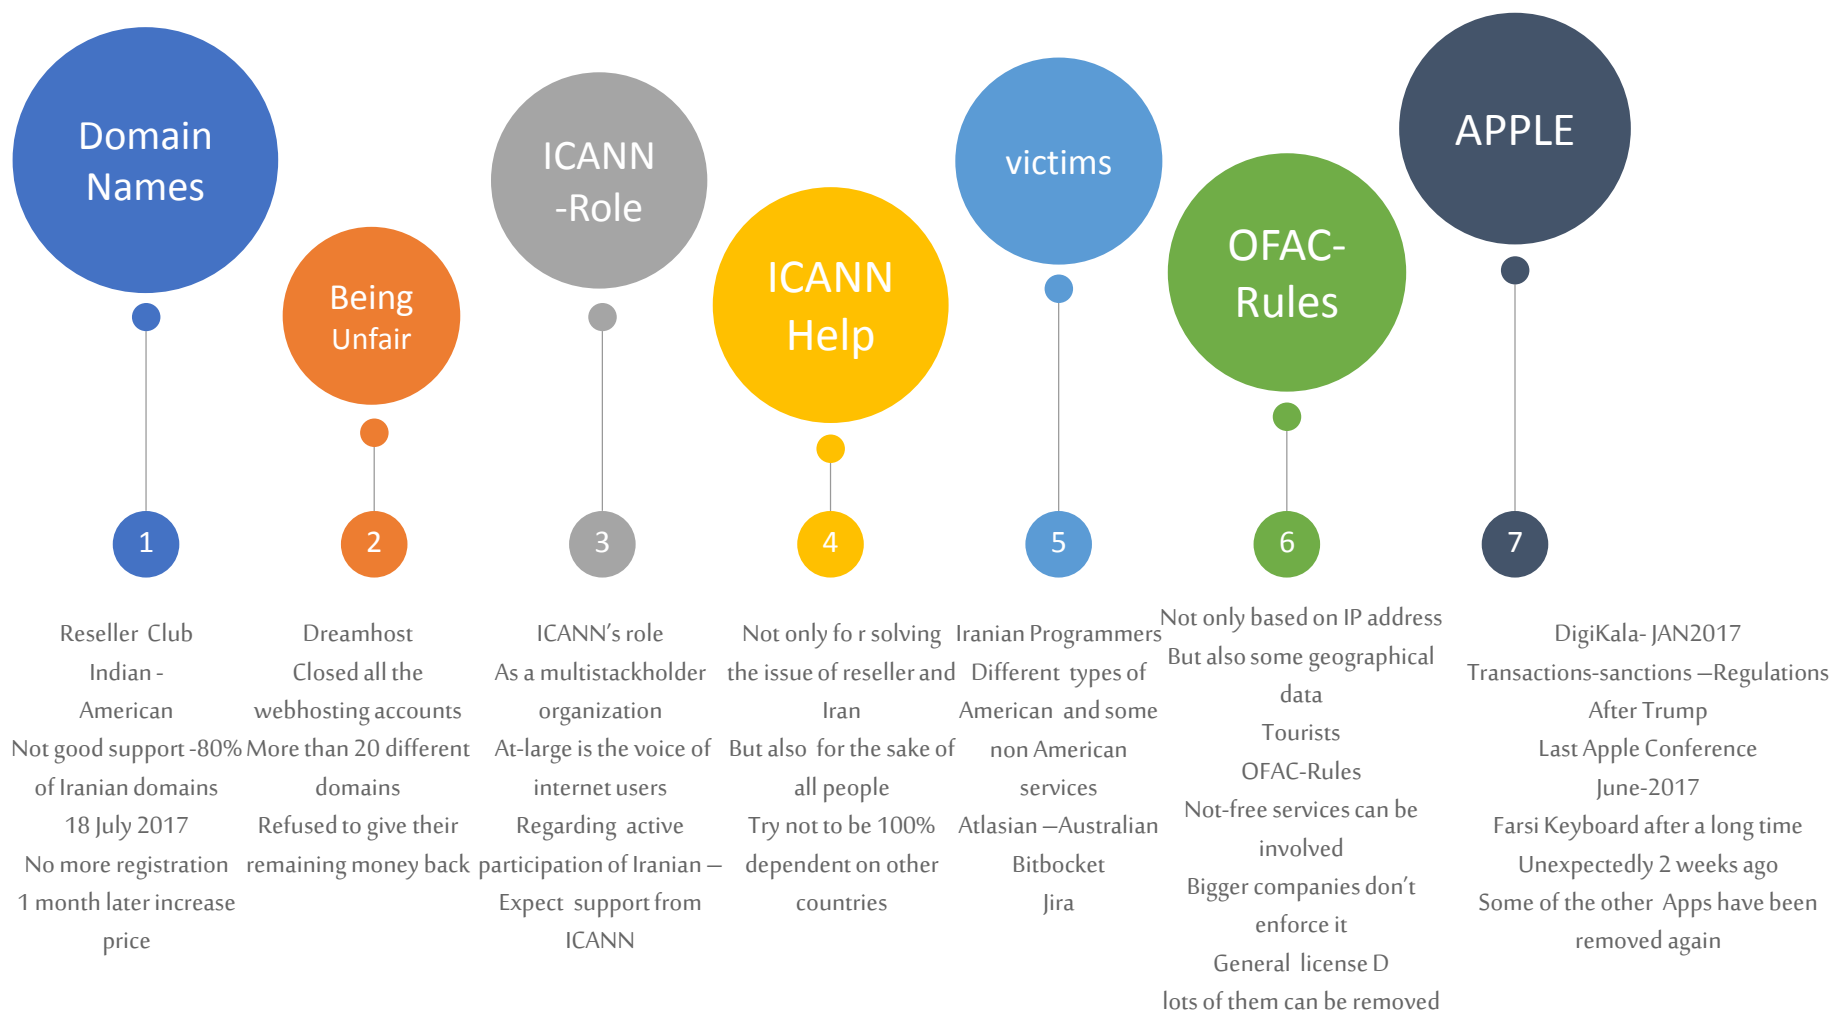 Domain
Names
1
Reseller Club
Indian -
American
Not good support -80%
of Iranian domains
18 July 2017
No more registration
1 month later increase
price
Being
Unfair
2
Dreamhost
Closed all the
webhosting accounts
More than 20 different
domains
Refused to give their
remaining money back
ICANN
-Role
3
ICANN’s role
As a multistackholder
organization
At-large is the voice of
internet users
Regarding active
participation of Iranian –
Expect support from
ICANN
ICANN
Help
4
Not only fo r solving
the issue of reseller and
Iran
But also for the sake of
all people
Try not to be 100%
dependent on other
countries
victims
5
Iranian Programmers
Different types of
American and some
non American
services
Atlasian –Australian
Bitbocket
Jira
OFAC-
Rules
6
Not only based on IP address
But also some geographical
data
Tourists
OFAC-Rules
Not-free services can be
involved
Bigger companies don’t
enforce it
General license D
lots of them can be removed
APPLE
7
DigiKala- JAN2017
Transactions-sanctions –Regulations
After Trump
Last Apple Conference
June-2017
Farsi Keyboard after a long time
Unexpectedly 2 weeks ago
Some of the other Apps have been
removed again